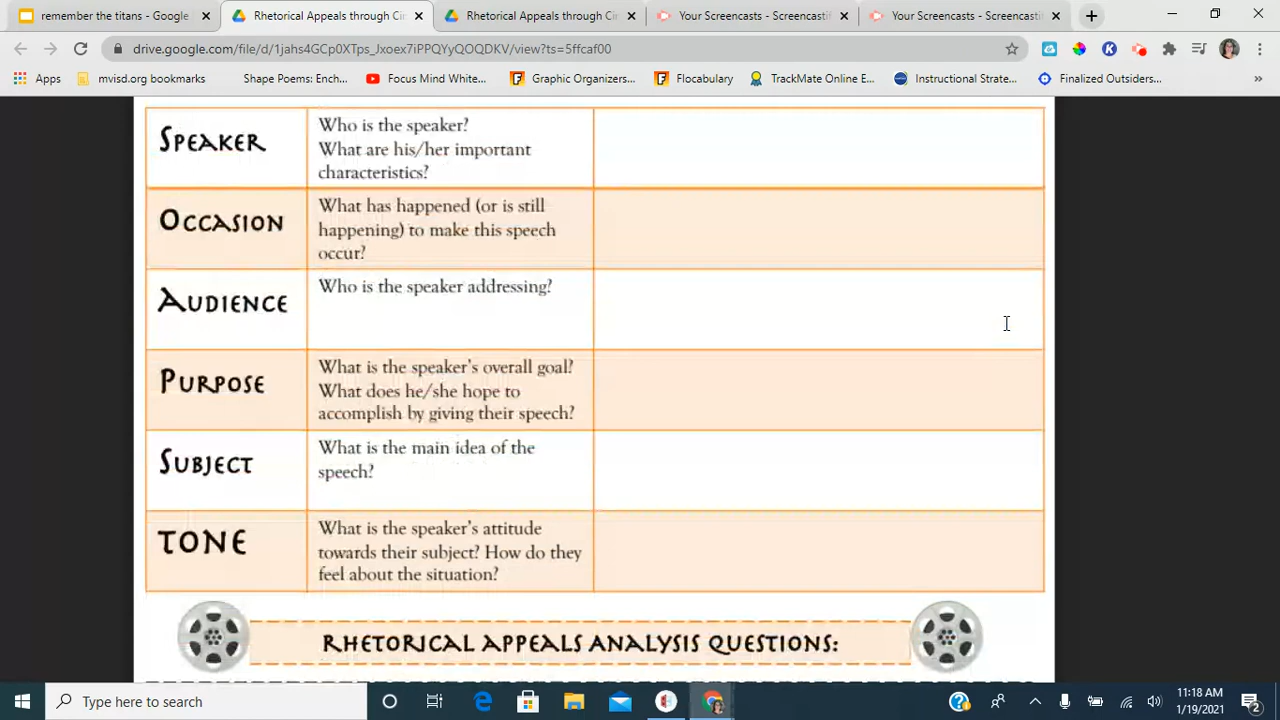 remember the titans - Google
Rhetorical Appeals through Cin
Rhetorical Appeals through Cin
Your Screencasts - Screencastif
Your Screencasts - Screencastif
drive.google.com/file/d/1jahs4GCp0XTps_Jxoex7iPPQYyQOQDKV/view?ts=5ffcaf00
Apps
mvisd.org bookmarks
Shape Poems: Ench...
Focus Mind White...
Graphic Organizers...
Flocabulary
TrackMate Online E...
Instructional Strate...
Finalized Outsiders...
»
SPEAKER
Who is the speaker?
What are his/her important
characteristics?
OCCASION
What has happened (or is still
happening) to make this speech
occur?
AUDIENCE
Who is the speaker addressing?
PURPOSE
What is the speaker's overall goal?
What does he/she hope to
accomplish by giving their speech?
SUBJECT
What is the main idea of the
speech?
TONE
What is the speaker's attitude
towards their subject? How do they
feel about the situation?
RHETORICAL APPEALS ANALYSIS QUESTIONS:
Type here to search
11:18 AM
1/19/2021
2